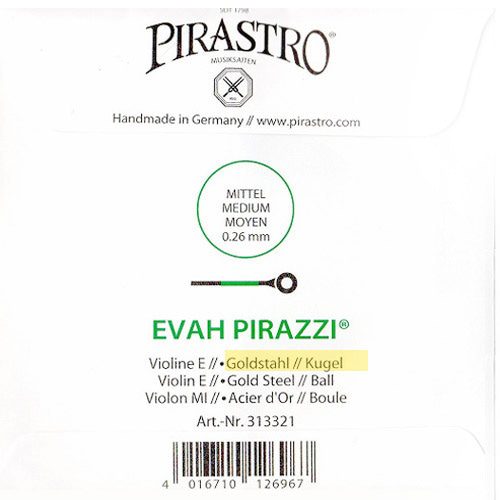 SEIT 1798
PIRASTRO
MUSIKSAITEN
Handmade in Germany // www.pirastro.com
MITTEL
MEDIUM
MOYEN
0.26 mm
EVAH PIRAZZI®
Violine E //•Goldstahl // Kugel
Violin E //•Gold Steel // Ball
Violon MI //•Acier d'Or // Boule
Art.-Nr. 313321
4 016710 126967